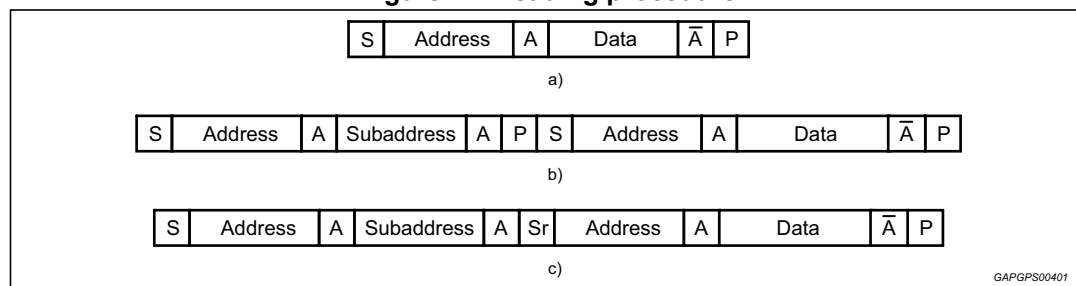 S Address A Data A̅ P
a)
S Address A Subaddress A P S Address A Data A̅ P
b)
S Address A Subaddress A Sr Address A Data A̅ P
c)
GAPGPS00401